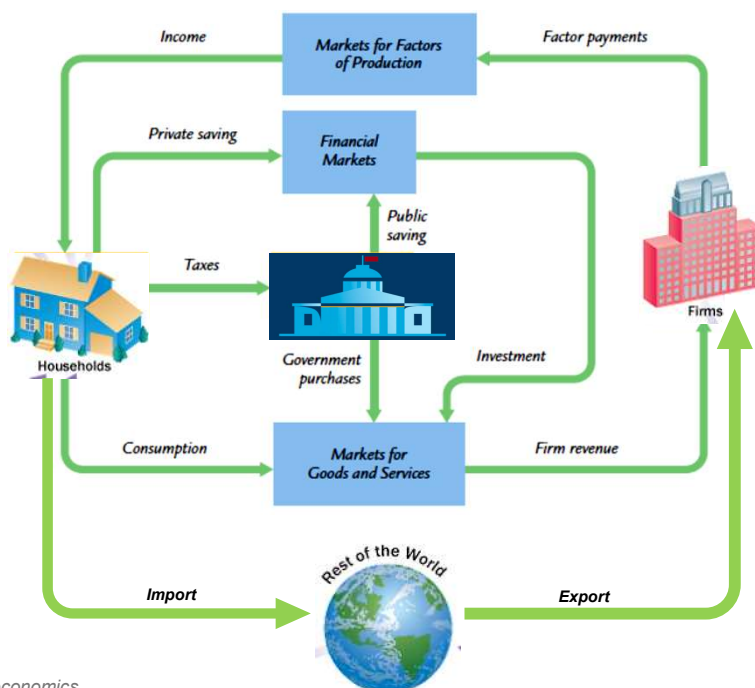 Income
Markets for Factors
of Production
Factor payments
Private saving
Financial
Markets
Public
saving
Taxes
Firms
Households
Government
purchases
Investment
Consumption
Markets for
Goods and Services
Firm revenue
Rest of the World
Import
Export